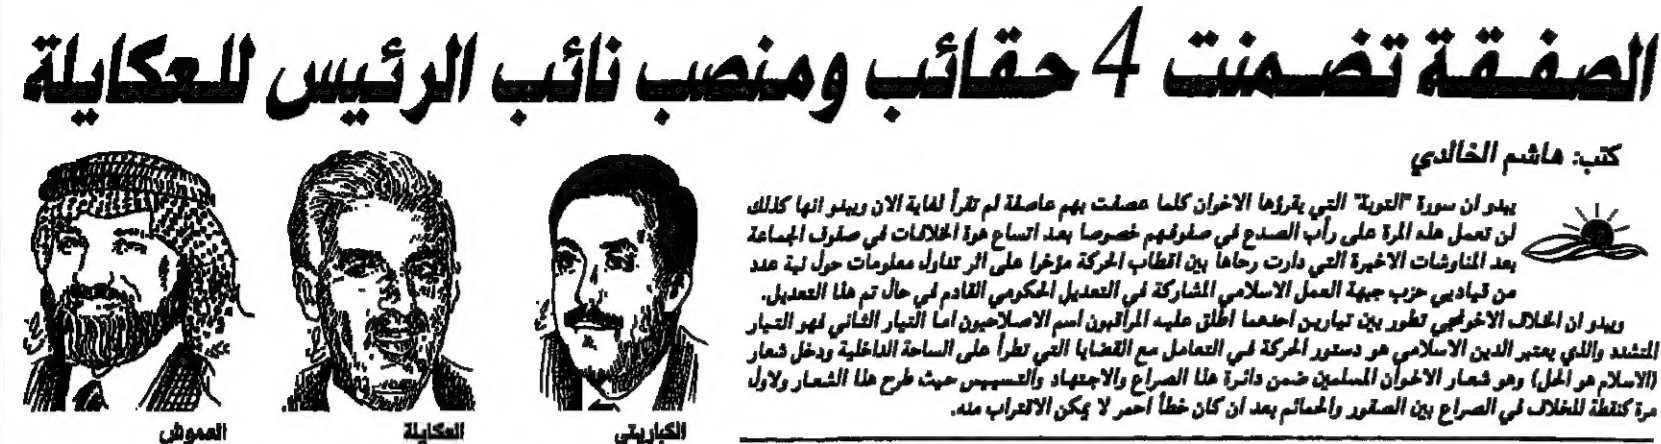 الصفقة تضمنت 4 حقائب ومنصب نائب الرئيس للعكايلة
كتب: هاشم الخالدي
يبدو ان سورة "التوبة" التي يقرؤها الاخوان كلما عصفت بهم عاصفة لم تقرأ لغاية الان ويبدو انها كذلك
لن تعمل هذه المرة على رأب الصدع في صفوفهم خصوصا بعد اتساع هوة الخلافات في صفوف الجماعة
بعد المناوشات الاخيرة التي دارت رحاها بين اقطاب الحركة مؤخرا على اثر تداول معلومات حول نية عدد
من قياديي حزب جبهة العمل الاسلامي المشاركة في التعديل الحكومي القادم في حال تم هذا التعديل.
ويبدو ان الخلاف الاخونجي تطور بين تيارين احدهما اطلق عليه المراقبون اسم الاصلاحيون اما التيار الثاني فهو التيار
المتشدد والذي يعتبر الدين الاسلامي هو دستور الحركة في التعامل مع القضايا التي تطرأ على الساحة الداخلية ودخل شعار
(الاسلام هو الحل) وهو شعار الاخوان المسلمين ضمن دائرة هذا الصراع والاجتهاد والتسييس حيث طرح هذا الشعار ولاول
مرة كنقطة للخلاف في الصراع بين الصقور والحمائم بعد ان كان خطاً احمر لا يمكن الاقتراب منه.
الكباريتي
العكايلة
العموش